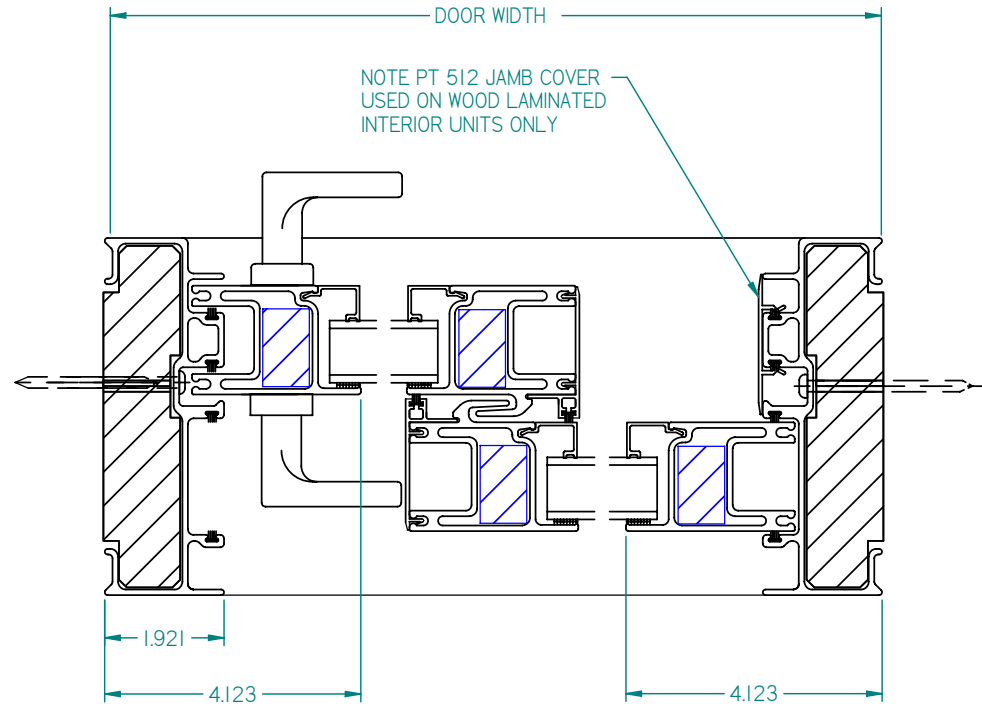 DOOR WIDTH
NOTE PT 512 JAMB COVER
USED ON WOOD LAMINATED
INTERIOR UNITS ONLY
1.921
4.123
4.123